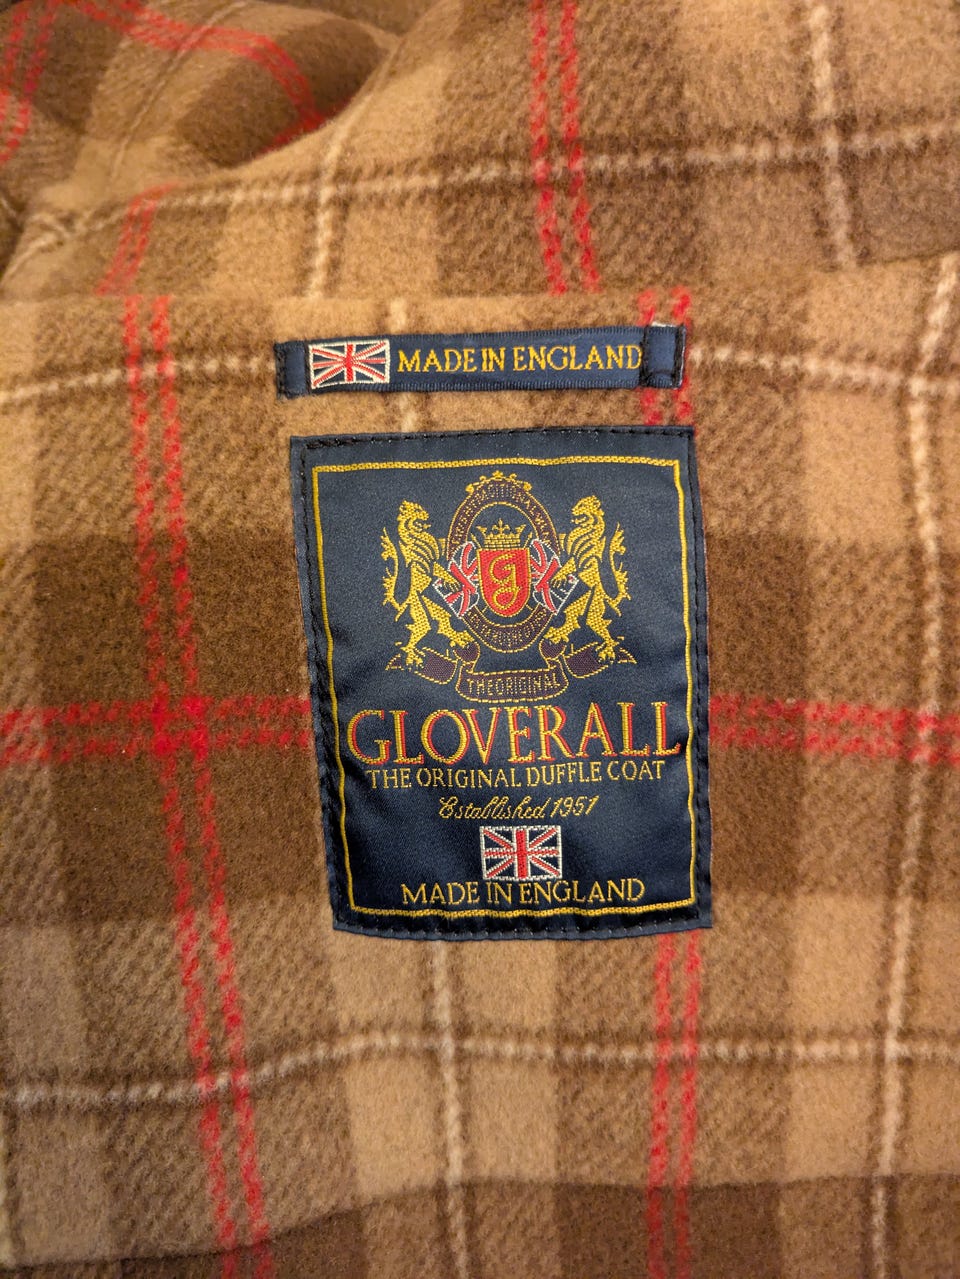 MADE IN ENGLAND
THE ORIGINAL
GLOVERALL
THE ORIGINAL DUFFLE COAT
Established 1951
MADE IN ENGLAND